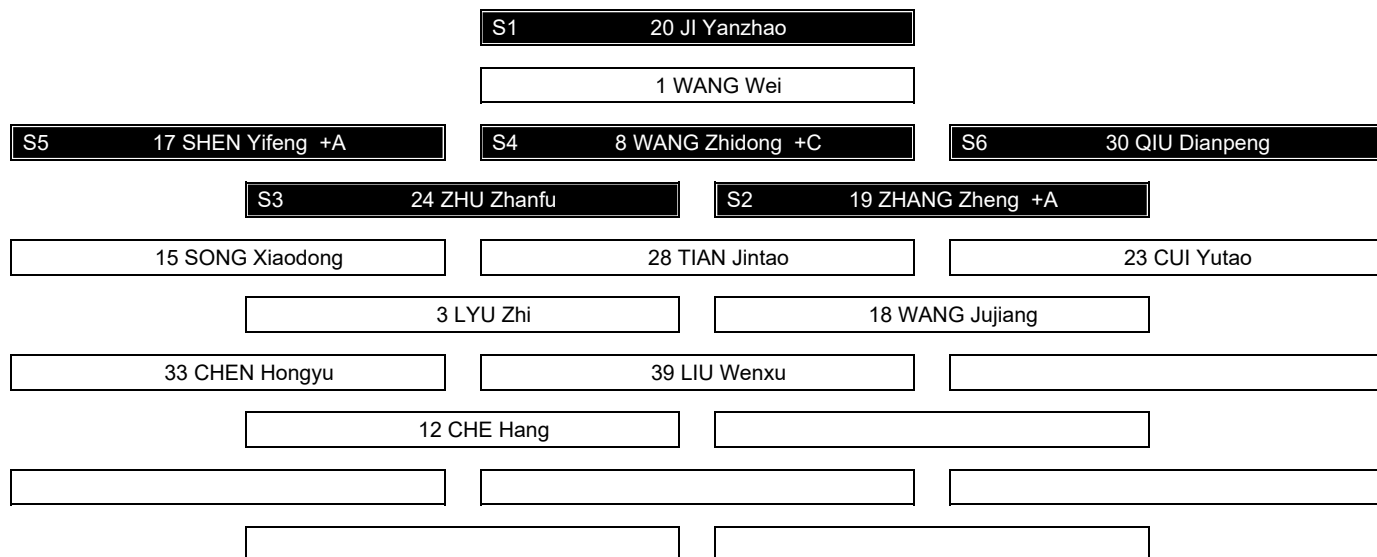 S1 20 JI Yanzhao
1 WANG Wei
S5 17 SHEN Yifeng +A S4 8 WANG Zhidong +C S6 30 QIU Dianpeng
S3 24 ZHU Zhanfu S2 19 ZHANG Zheng +A
15 SONG Xiaodong 28 TIAN Jintao 23 CUI Yutao
3 LYU Zhi 18 WANG Jujiang
33 CHEN Hongyu 39 LIU Wenxu
12 CHE Hang